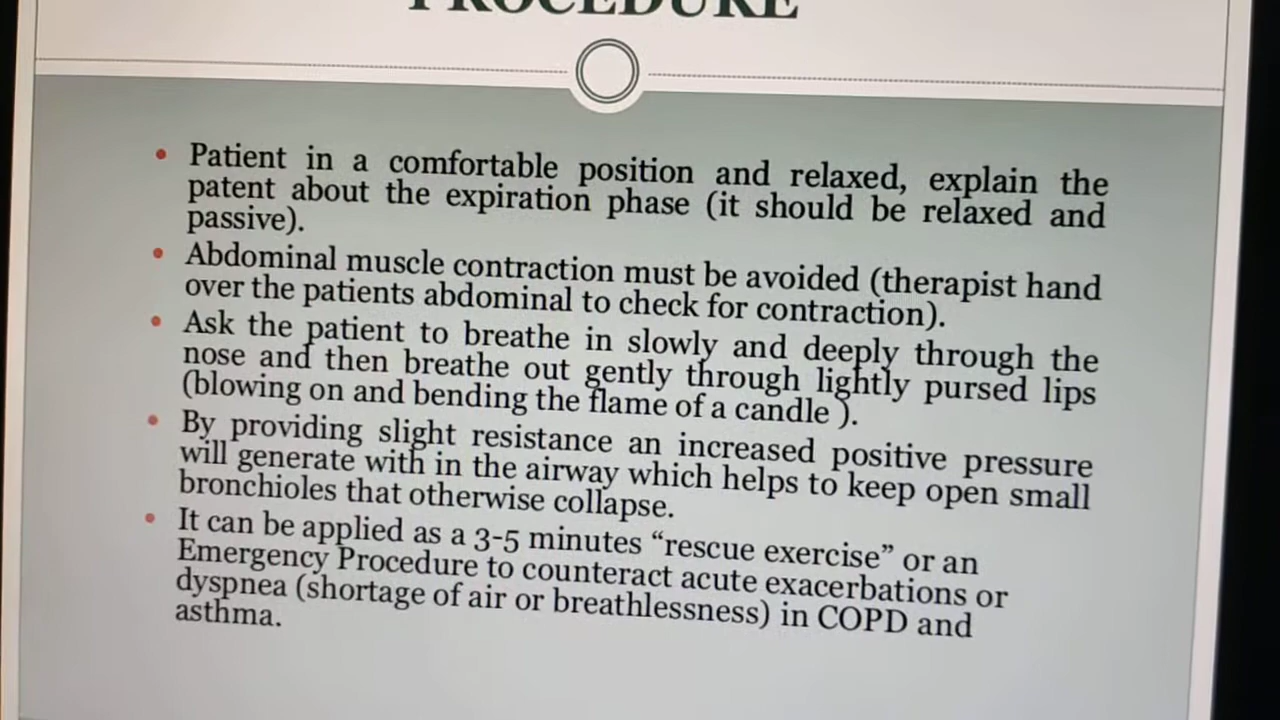 PROCEDURE
• Patient in a comfortable position and relaxed, explain the
patent about the expiration phase (it should be relaxed and
passive).
• Abdominal muscle contraction must be avoided (therapist hand
over the patients abdominal to check for contraction).
• Ask the patient to breathe in slowly and deeply through the
nose and then breathe out gently through lightly pursed lips
(blowing on and bending the flame of a candle ).
• By providing slight resistance an increased positive pressure
will generate with in the airway which helps to keep open small
bronchioles that otherwise collapse.
• It can be applied as a 3-5 minutes “rescue exercise” or an
Emergency Procedure to counteract acute exacerbations or
dyspnea (shortage of air or breathlessness) in COPD and
asthma.